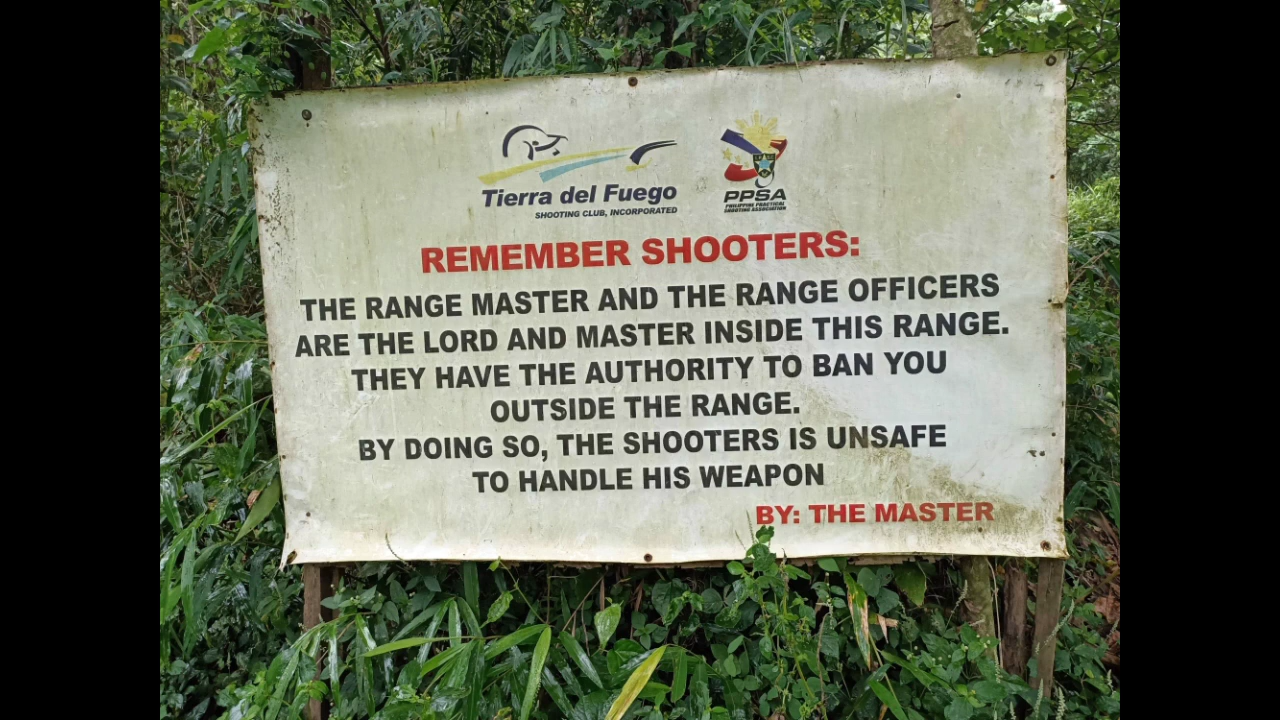 Tierra del Fuego
SHOOTING CLUB, INCORPORATED
PPSA
PHILIPPINE PRACTICAL
SHOOTING ASSOCIATION
REMEMBER SHOOTERS:
THE RANGE MASTER AND THE RANGE OFFICERS
ARE THE LORD AND MASTER INSIDE THIS RANGE.
THEY HAVE THE AUTHORITY TO BAN YOU
OUTSIDE THE RANGE.
BY DOING SO, THE SHOOTERS IS UNSAFE
TO HANDLE HIS WEAPON
BY: THE MASTER